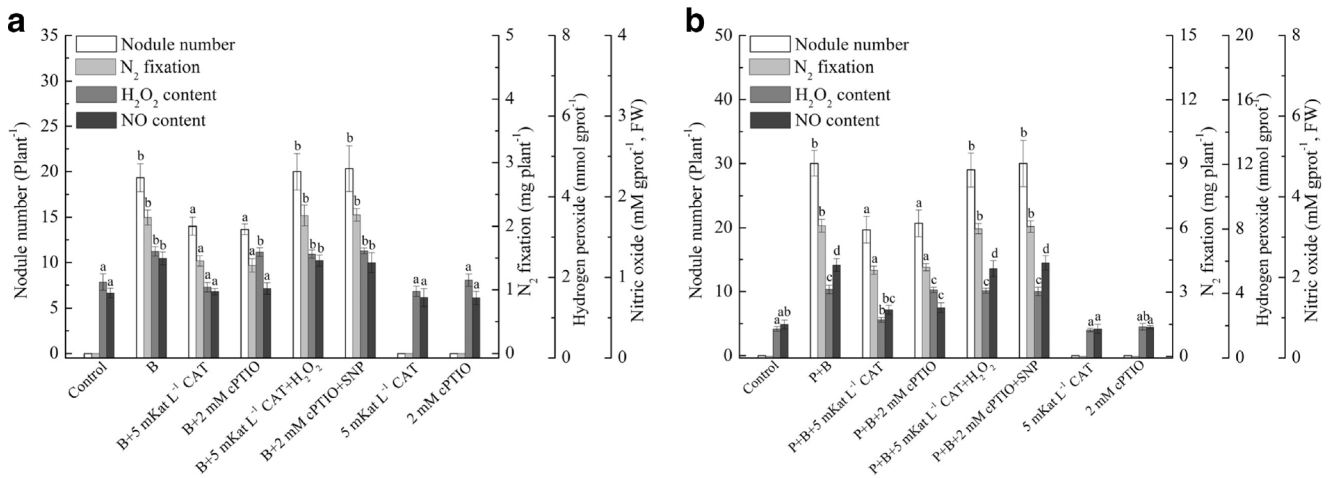 a
Nodule number
N₂ fixation
H₂O₂ content
NO content
Nodule number (Plant⁻¹)
35
30
25
20
15
10
5
0
a
a
b
b
b
b
a
a
a
a
a
a
b
a
b
b
b
b
b
b
b
b
a
a
a
a
Control
B
B+5 mKat L⁻¹ CAT
B+2 mM cPTIO
B+5 mKat L⁻¹ CAT+H₂O₂
B+2 mM cPTIO+SNP
5 mKat L⁻¹ CAT
2 mM cPTIO
5
4
3
2
1
0
N₂ fixation (mg plant⁻¹)
8
6
4
2
0
Hydrogen peroxide (mmol gprot⁻¹)
4
3
2
1
0
Nitric oxide (mM gprot⁻¹, FW)
b
Nodule number
N₂ fixation
H₂O₂ content
NO content
Nodule number (Plant⁻¹)
50
40
30
20
10
0
a
a
b
b
c
d
a
a
b
bc
a
a
c
c
b
b
c
d
b
b
c
d
a
a
ab
a
Control
P+B
P+B+5 mKat L⁻¹ CAT
P+B+2 mM cPTIO
P+B+5 mKat L⁻¹ CAT+H₂O₂
P+B+2 mM cPTIO+SNP
5 mKat L⁻¹ CAT
2 mM cPTIO
15
12
9
6
3
0
N₂ fixation (mg plant⁻¹)
20
16
12
8
4
0
Hydrogen peroxide (mmol gprot⁻¹)
8
6
4
2
0
Nitric oxide (mM gprot⁻¹, FW)